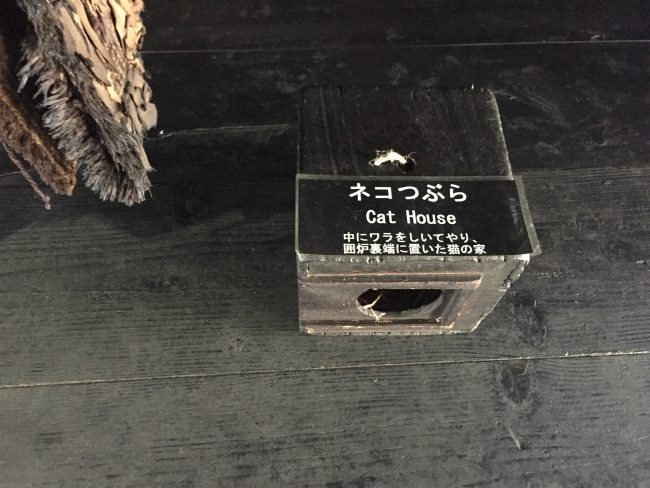 ネコつぶら
Cat House
中にワラをしいてやり、
囲炉裏端に置いた猫の家